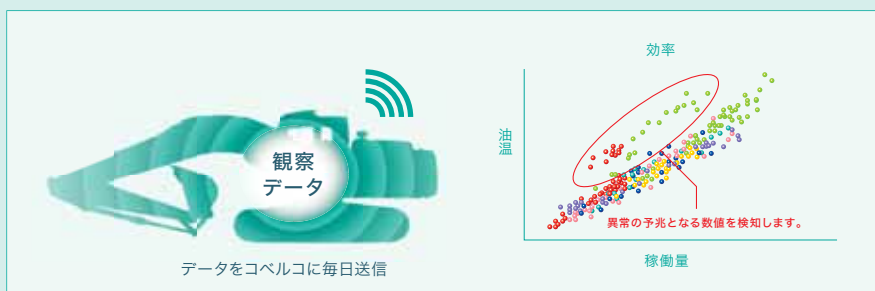 観察
データ
データをコベルコに毎日送信
効率
油温
異常の予兆となる数値を検知します。
稼働量